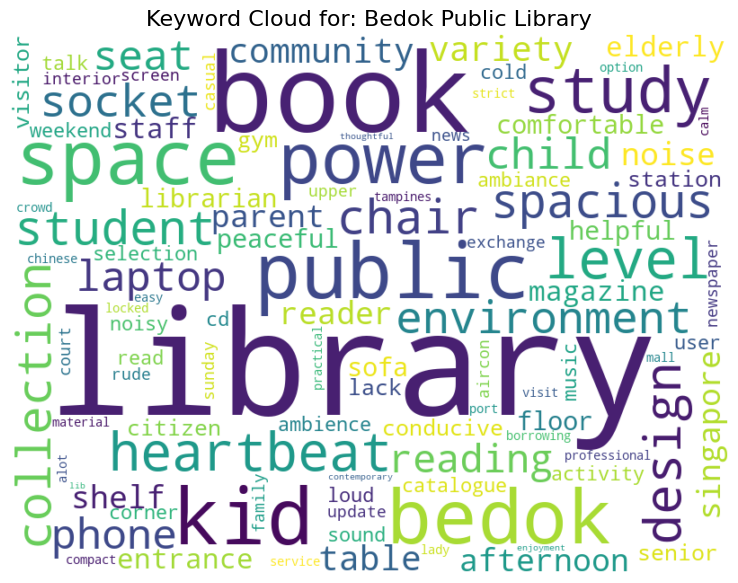 Keyword Cloud for: Bedok Public Library
visitor talk seat casual community variety elderly
interior screen book cold option
socket strict study calm
weekend staff gym thoughtful news comfortable
space power child noise
librarian upper tampines ambiance station
crowd student parent chair spacious
chinese selection peaceful exchange helpful newspaper
laptop public level
easy magazine
collection locked cd reader environment
court noisy library user
read sunday practical sofa aircon music mall
rude lack visit singapore
material citizen ambience conducive port floor design
borrowing professional
alot heartbeat reading activity
lib shelf family contemporary catalogue
corner kid loud update bedok
phone sound lady enjoyment senior
compact entrance service table afternoon